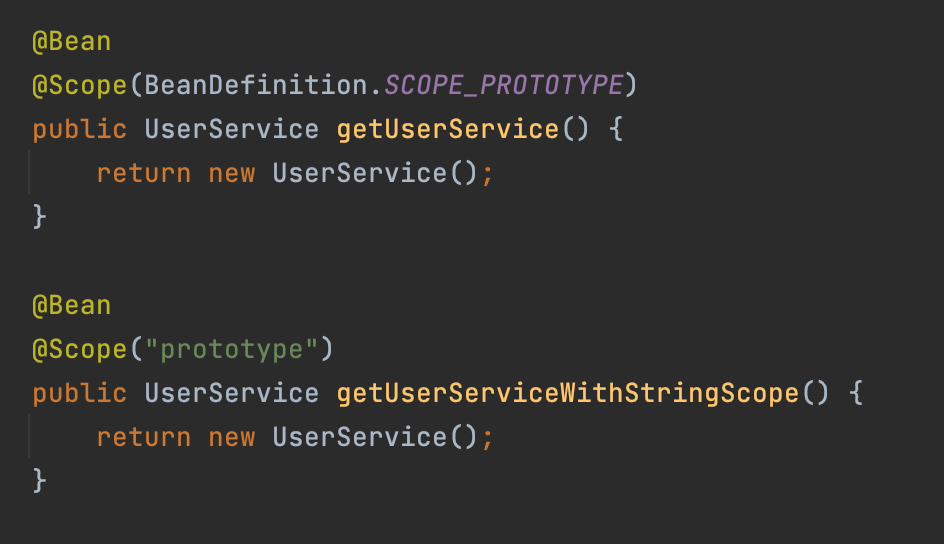 @Bean
@Scope(BeanDefinition.SCOPE_PROTOTYPE)
public UserService getUserService() {
    return new UserService();
}
@Bean
@Scope("prototype")
public UserService getUserServiceWithStringScope() {
    return new UserService();
}